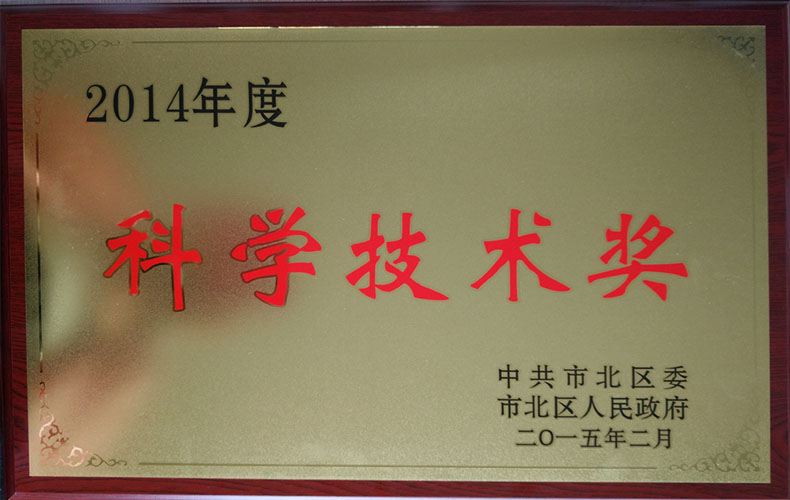 2014年度
科学技术奖
中共市北区委
市北区人民政府
二〇一五年二月